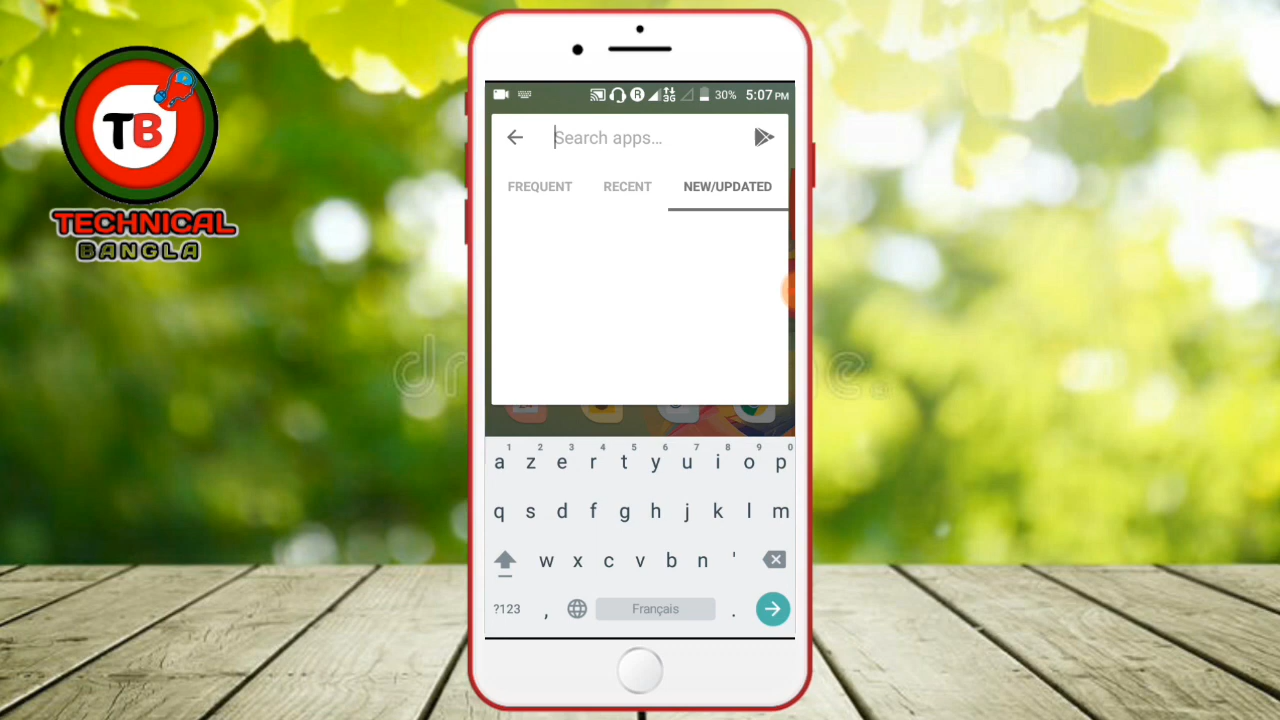 TB
TECHNICAL
BANGLA
R 3G 30% 5:07 PM
Search apps...
FREQUENT RECENT NEW/UPDATED
1 2 3 4 5 6 7 8 9 0
a z e r t y u i o p
q s d f g h j k l m
w x c v b n '
?123 , Français .